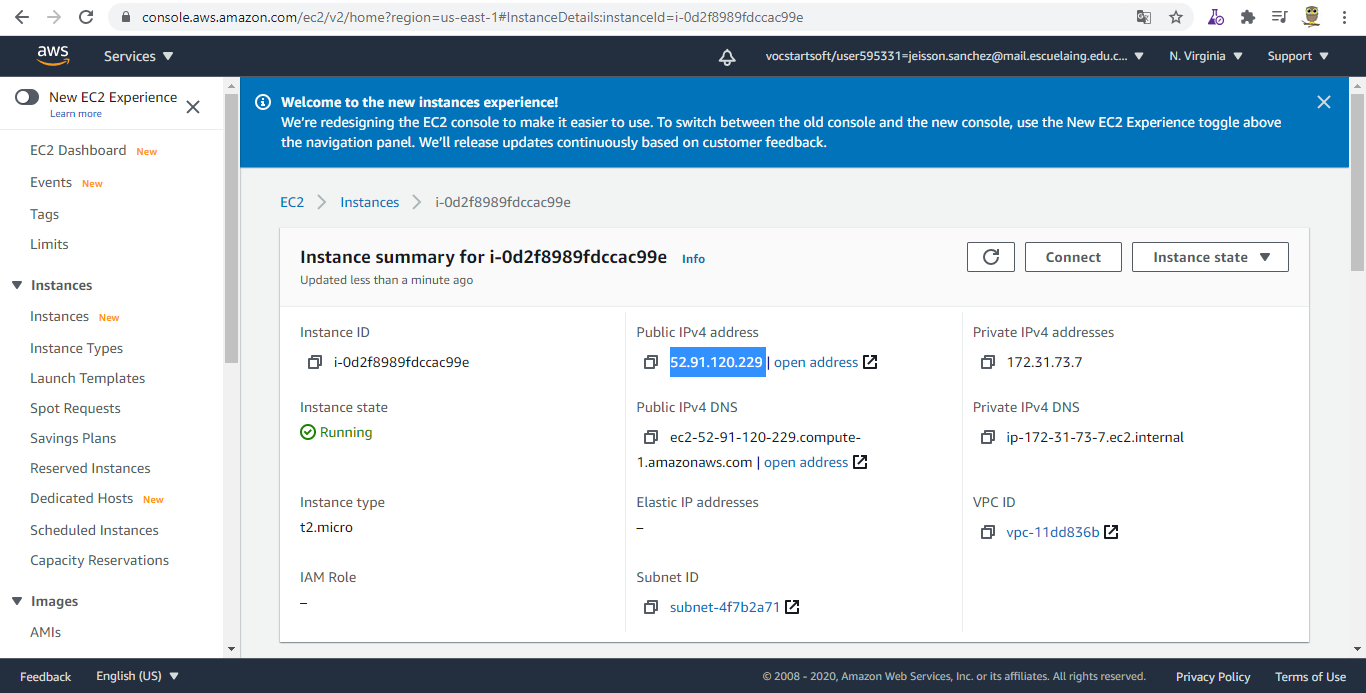 console.aws.amazon.com/ec2/v2/home?region=us-east-1#InstanceDetails:instanceId=i-0d2f8989fdccac99e
aws Services vocstartsoft/user595331=jeisson.sanchez@mail.escuelaing.edu.c... N. Virginia Support
New EC2 Experience
Learn more
EC2 Dashboard New
Events New
Tags
Limits
Instances
Instances New
Instance Types
Launch Templates
Spot Requests
Savings Plans
Reserved Instances
Dedicated Hosts New
Scheduled Instances
Capacity Reservations
Images
AMIs
Welcome to the new instances experience!
We're redesigning the EC2 console to make it easier to use. To switch between the old console and the new console, use the New EC2 Experience toggle above
the navigation panel. We'll release updates continuously based on customer feedback.
EC2 Instances i-0d2f8989fdccac99e
Instance summary for i-0d2f8989fdccac99e Info
Updated less than a minute ago
Connect
Instance state
Instance ID
i-0d2f8989fdccac99e
Instance state
Running
Instance type
t2.micro
IAM Role
–
Public IPv4 address
52.91.120.229 | open address
Public IPv4 DNS
ec2-52-91-120-229.compute-
1.amazonaws.com | open address
Elastic IP addresses
–
Subnet ID
subnet-4f7b2a71
Private IPv4 addresses
172.31.73.7
Private IPv4 DNS
ip-172-31-73-7.ec2.internal
VPC ID
vpc-11dd836b
Feedback English (US) © 2008 - 2020, Amazon Web Services, Inc. or its affiliates. All rights reserved. Privacy Policy Terms of Use